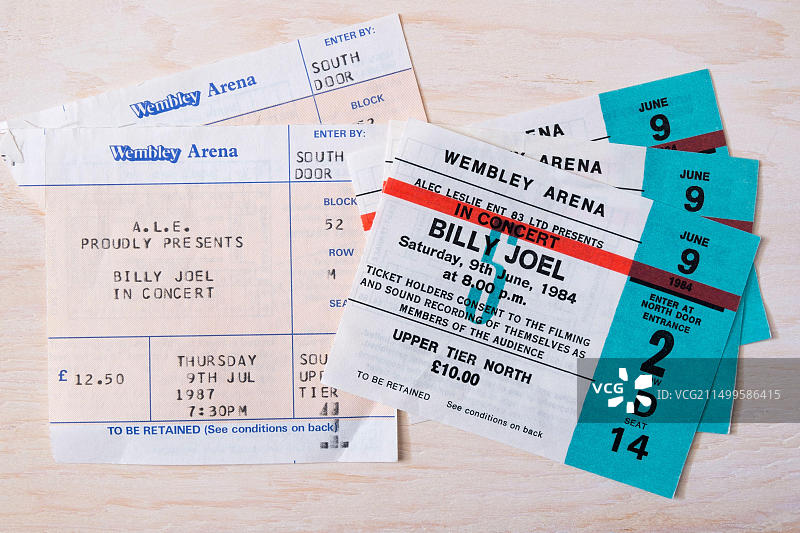 ENTER BY:
SOUTH
DOOR
Wembley Arena
BLOCK
52
Wembley Arena
ENTER BY:
SOUTH
DOOR
A.L.E.
PROUDLY PRESENTS
BILLY JOEL
IN CONCERT
BLOCK
52
ROW
M
£ 12.50
THURSDAY
9TH JUL
1987
7:30PM
TIER
TO BE RETAINED (See conditions on back)
JUNE
9
JUNE
9
WEMBLEY ARENA
ALEC LESLIE ENT 83 LTD PRESENTS
IN CONCERT
BILLY JOEL
Saturday, 9th June, 1984
at 8.00 p.m.
TICKET HOLDERS CONSENT TO THE FILMING
AND SOUND RECORDING OF THEMSELVES AS
MEMBERS OF THE AUDIENCE
UPPER TIER NORTH
£10.00
TO BE RETAINED
See conditions on back
JUNE
9
1984
ENTER AT
NORTH DOOR
ENTRANCE
2
SEAT
14
VCG
VCG211499586415